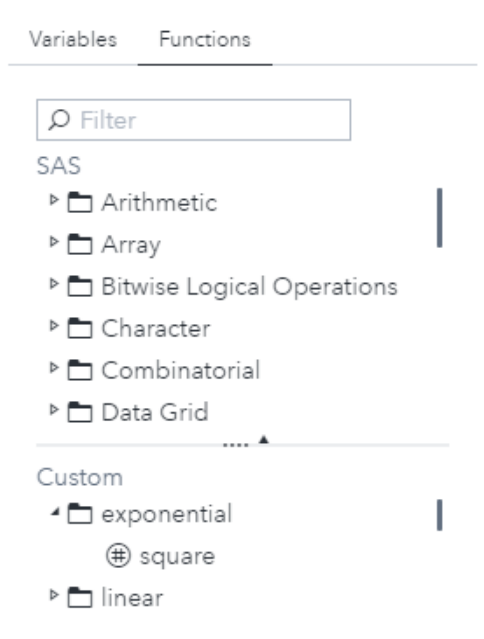 Variables Functions
Filter
SAS
Arithmetic
Array
Bitwise Logical Operations
Character
Combinatorial
Data Grid
Custom
exponential
# square
linear